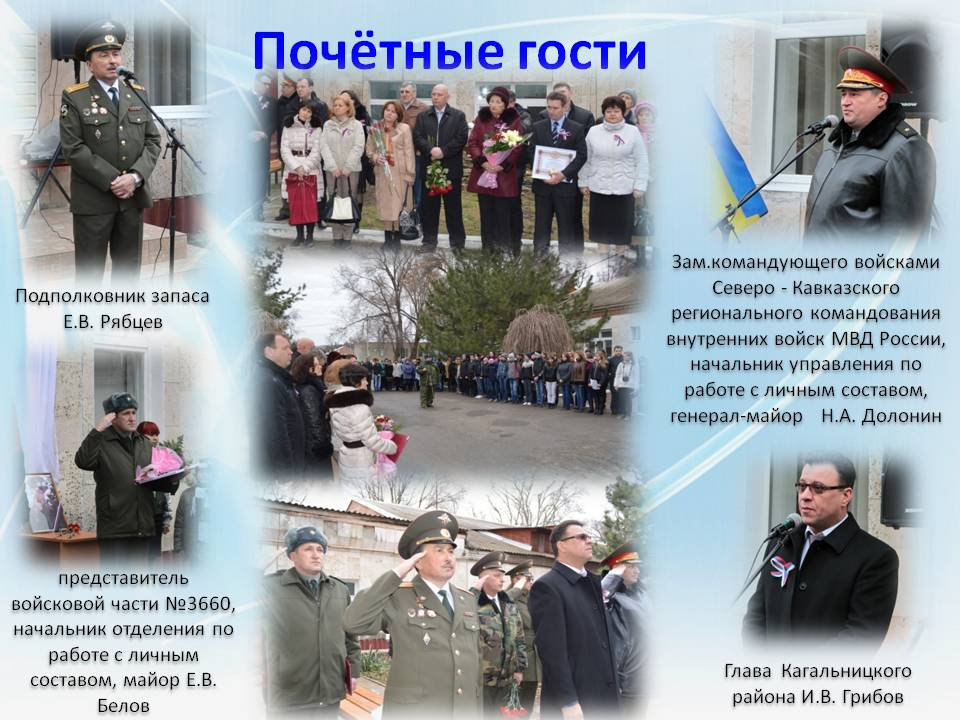 Почётные гости
Подполковник запаса
Е.В. Рябцев
Зам.командующего войсками
Северо - Кавказского
регионального командования
внутренних войск МВД России,
начальник управления по
работе с личным составом,
генерал-майор Н.А. Долонин
представитель
войсковой части №3660,
начальник отделения по
работе с личным
составом, майор Е.В.
Белов
Глава Кагальницкого
района И.В. Грибов